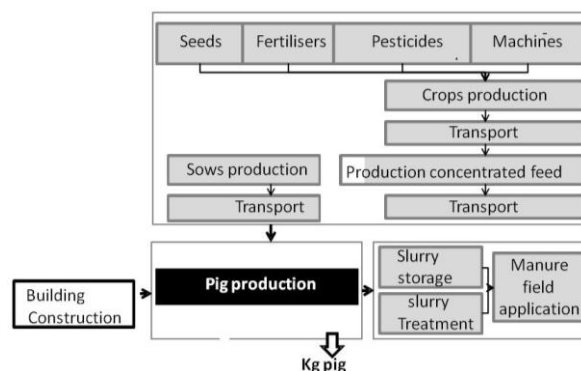 Seeds
Fertilisers
Pesticides
Machines
Crops production
Transport
Sows production
Production concentrated feed
Transport
Transport
Pig production
Building
Construction
Slurry
storage
slurry
Treatment
Manure
field
application
Kg pig